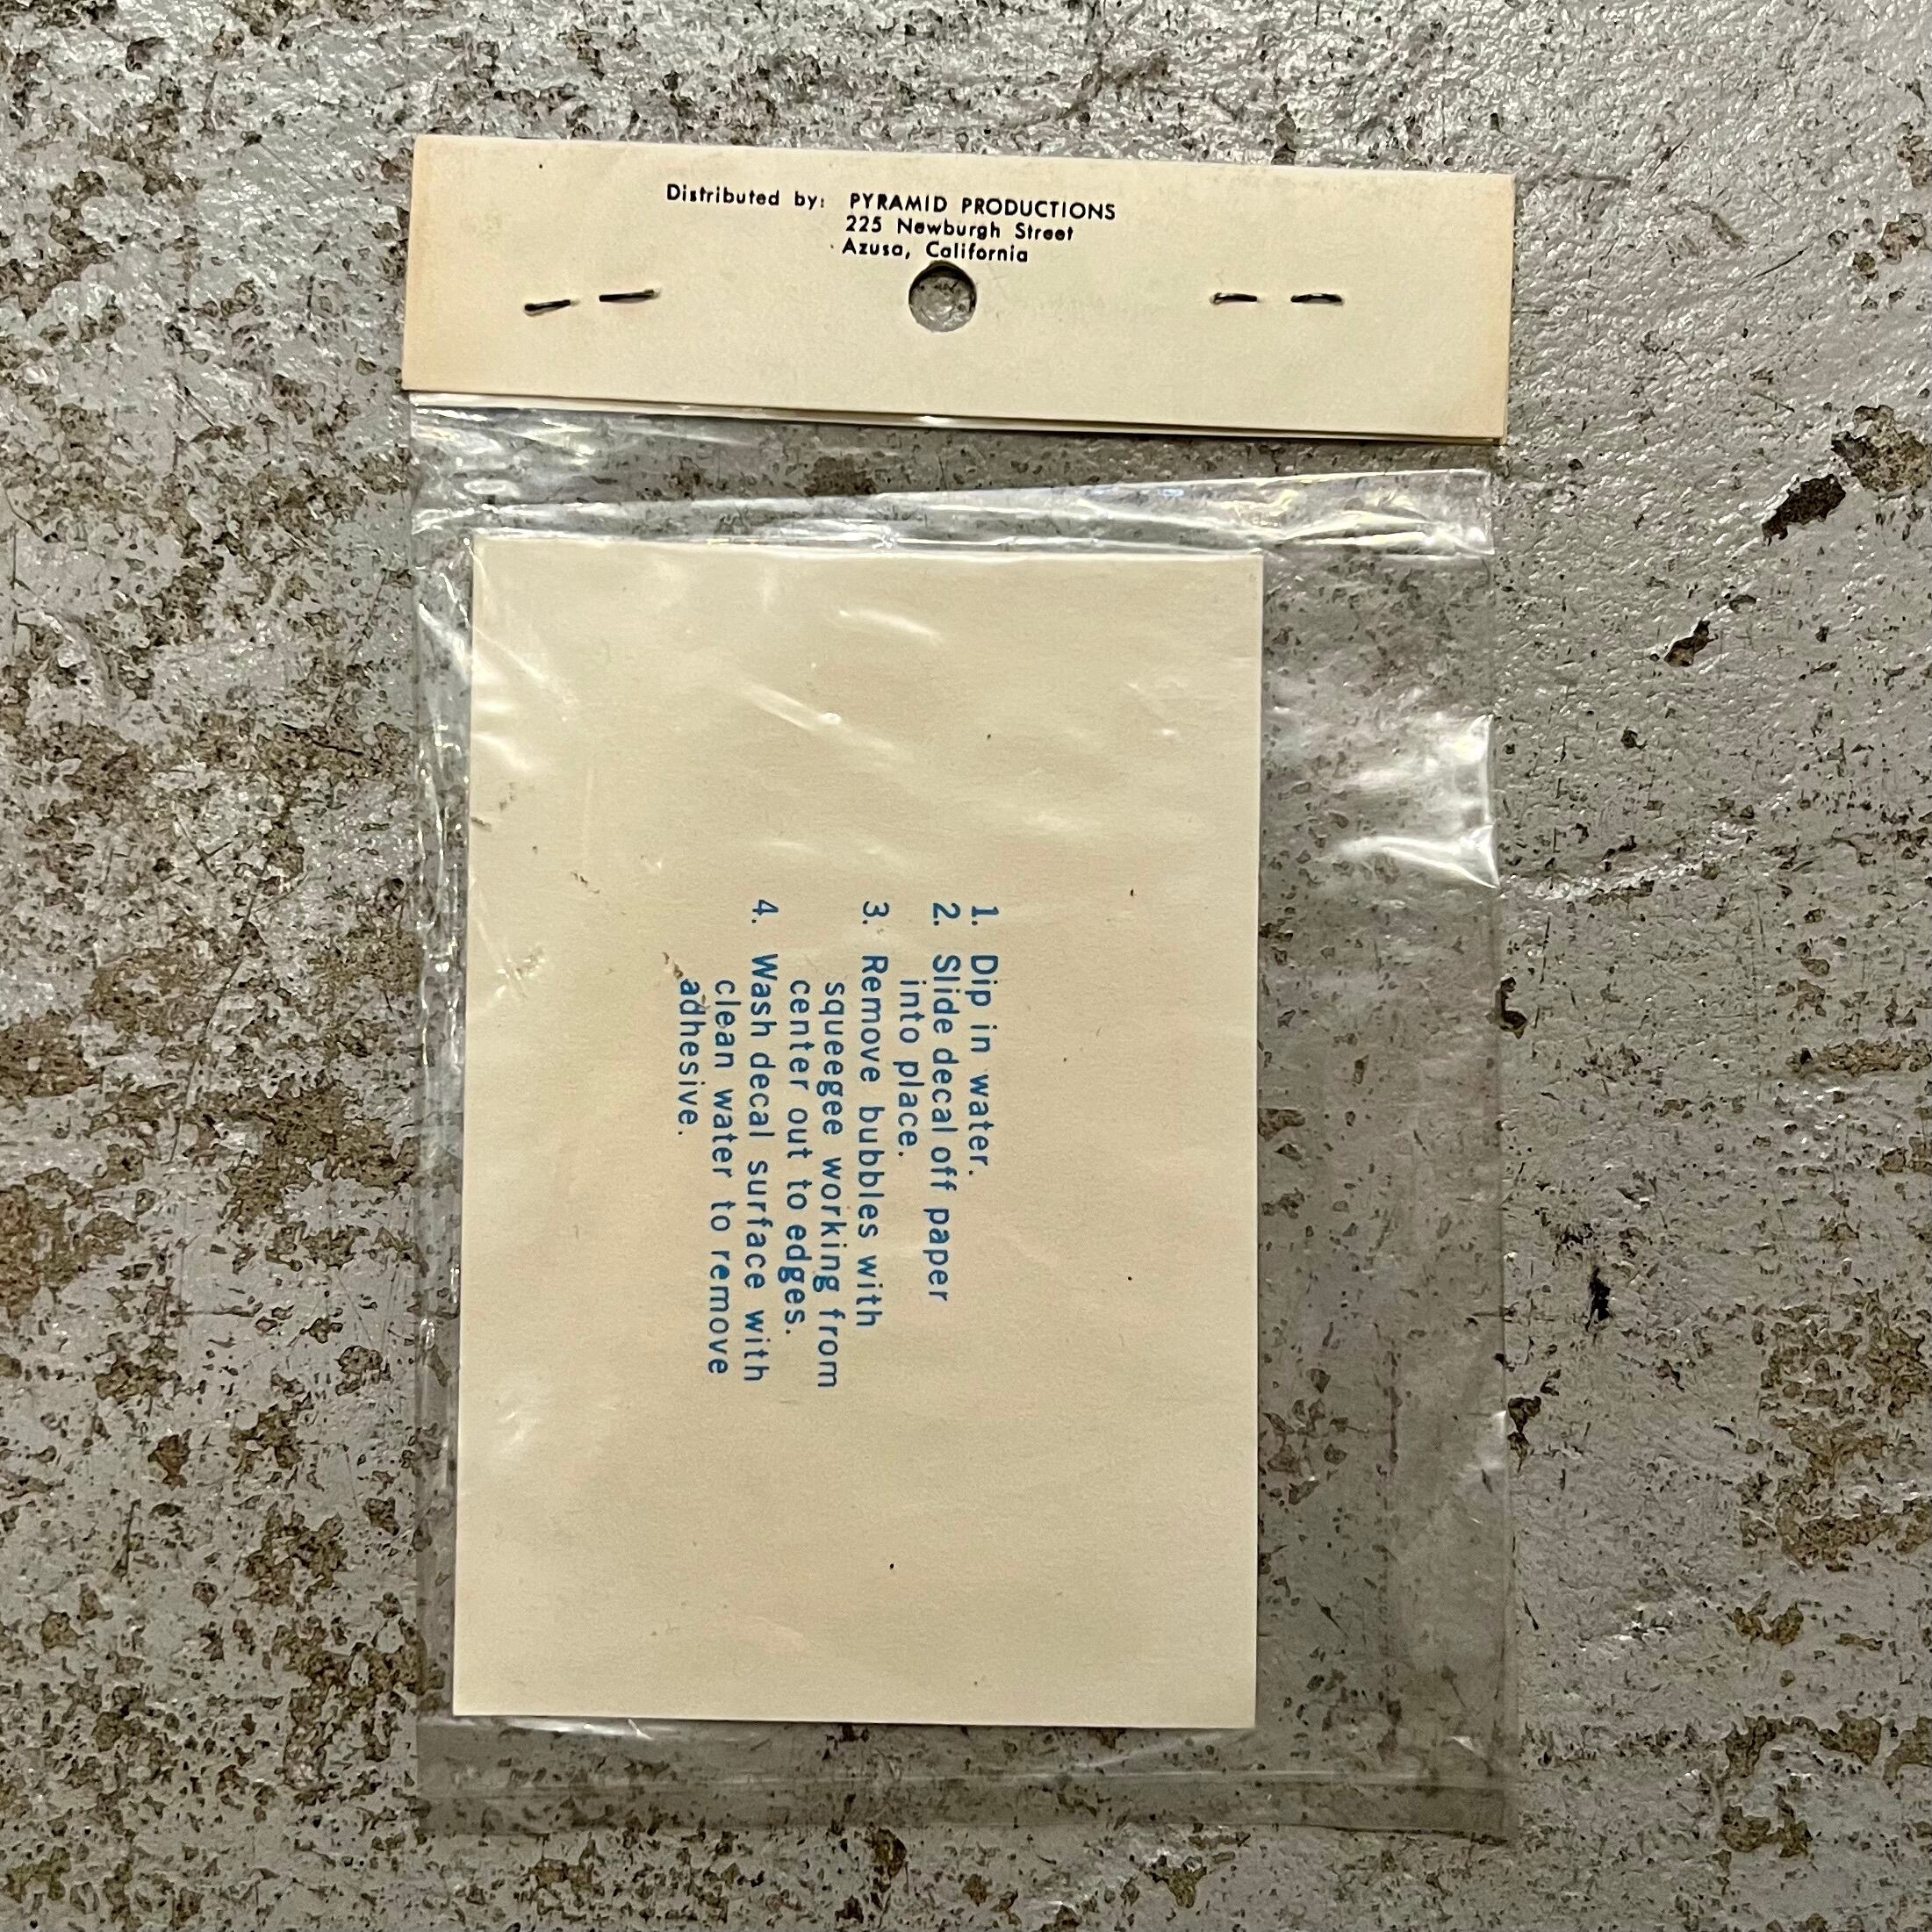 Distributed by: PYRAMID PRODUCTIONS
225 Newburgh Street
Azusa, California
1. Dip in water.
2. Slide decal off paper
into place.
3. Remove bubbles with
squeegee working from
center out to edges.
4. Wash decal surface with
clean water to remove
adhesive.